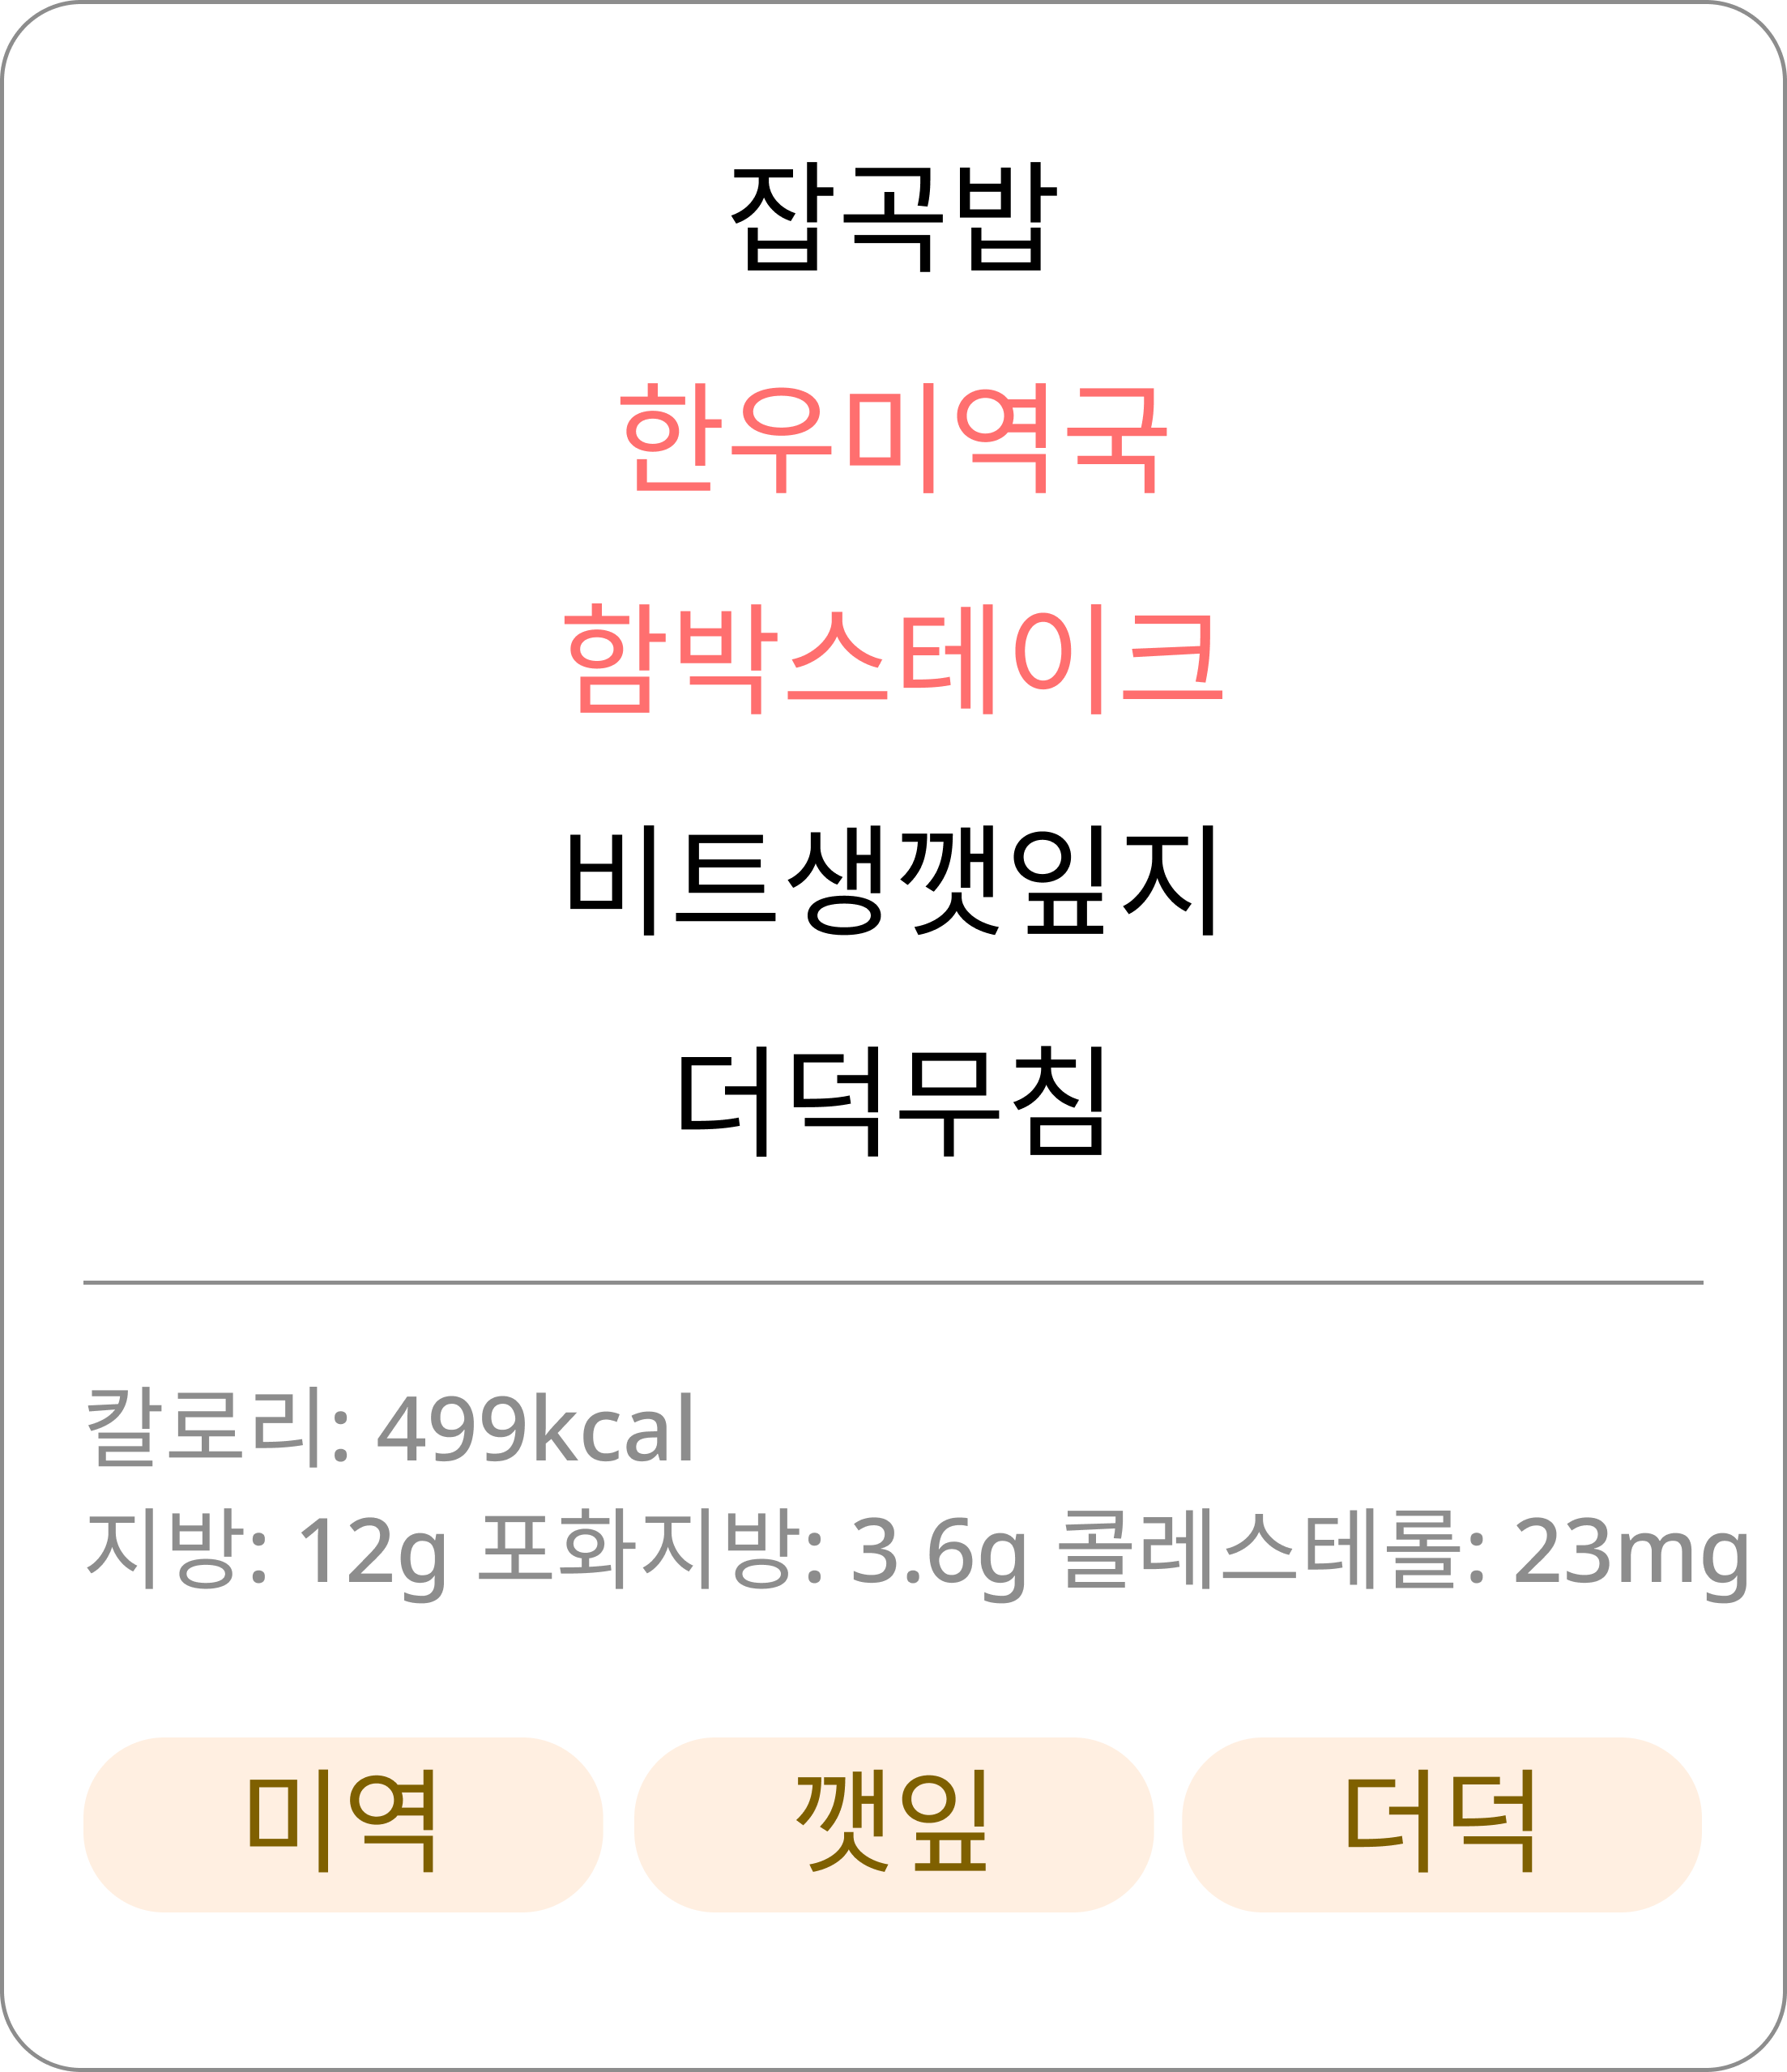 잡곡밥
한우미역국
함박스테이크
비트생깻잎지
더덕무침
칼로리: 499kcal
지방: 12g 포화지방: 3.6g 콜레스테롤: 23mg
미역 깻잎 더덕